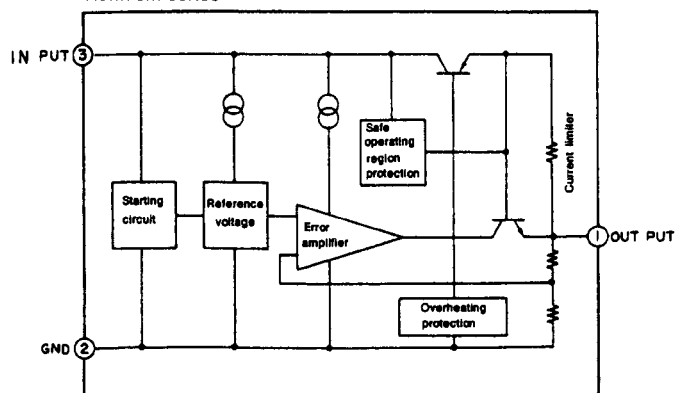 IN PUT 3
Safe
operating
region
protection
Current limiter
Starting
circuit
Reference
voltage
Error
amplifier
1 OUT PUT
Overheating
protection
GND 2